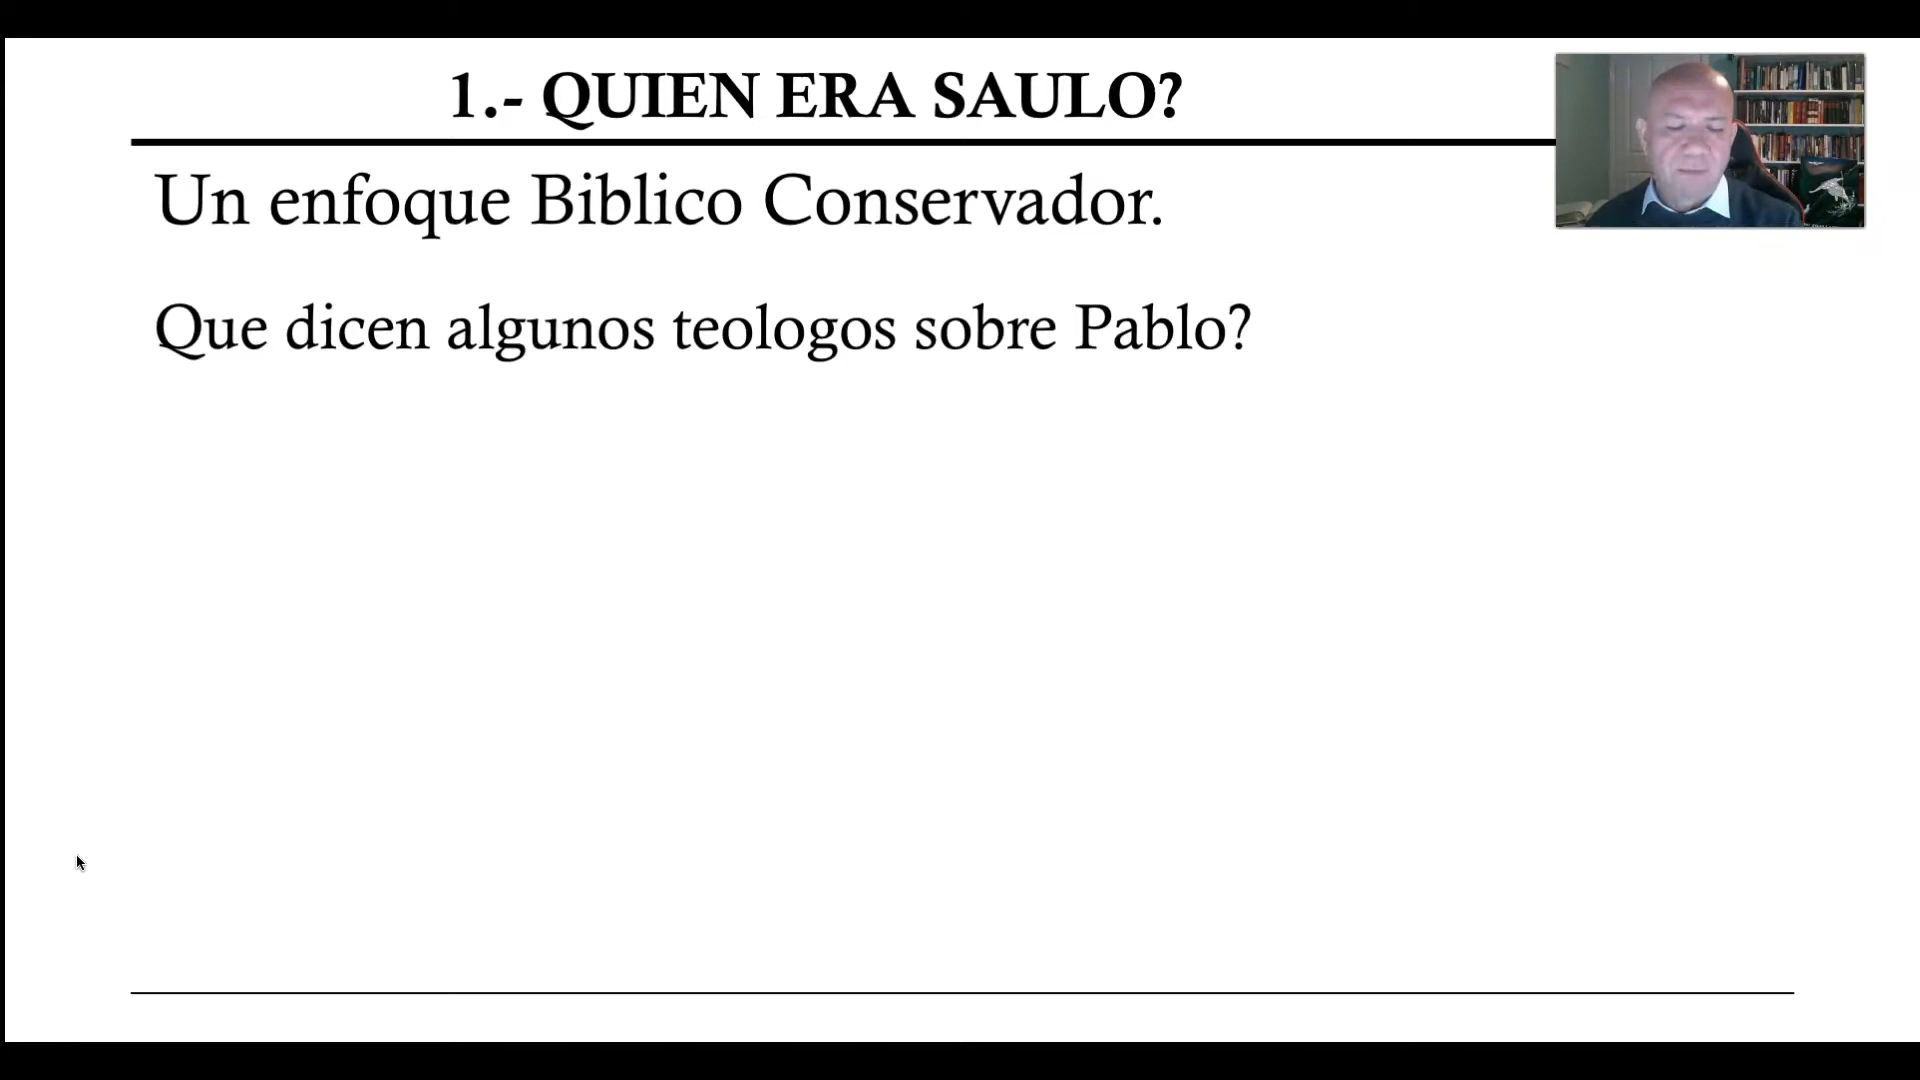 1.- QUIEN ERA SAULO?
Un enfoque Biblico Conservador.
Que dicen algunos teologos sobre Pablo?